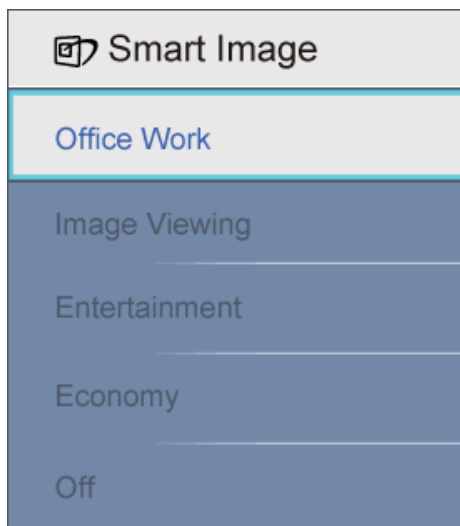 Smart Image
Office Work
Image Viewing
Entertainment
Economy
Off